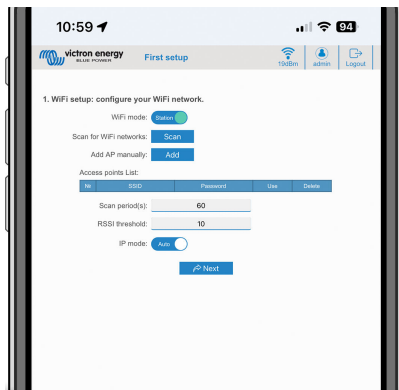 10:59
94
victron energy
BLUE POWER
First setup
19dBm
admin
Logout
1. WiFi setup: configure your WiFi network.
WiFi mode: Station
Scan for WiFi networks: Scan
Add AP manually: Add
Access points List:
№ SSID Password Use Delete
Scan period(s): 60
RSSI threshold: 10
IP mode: Auto
Next